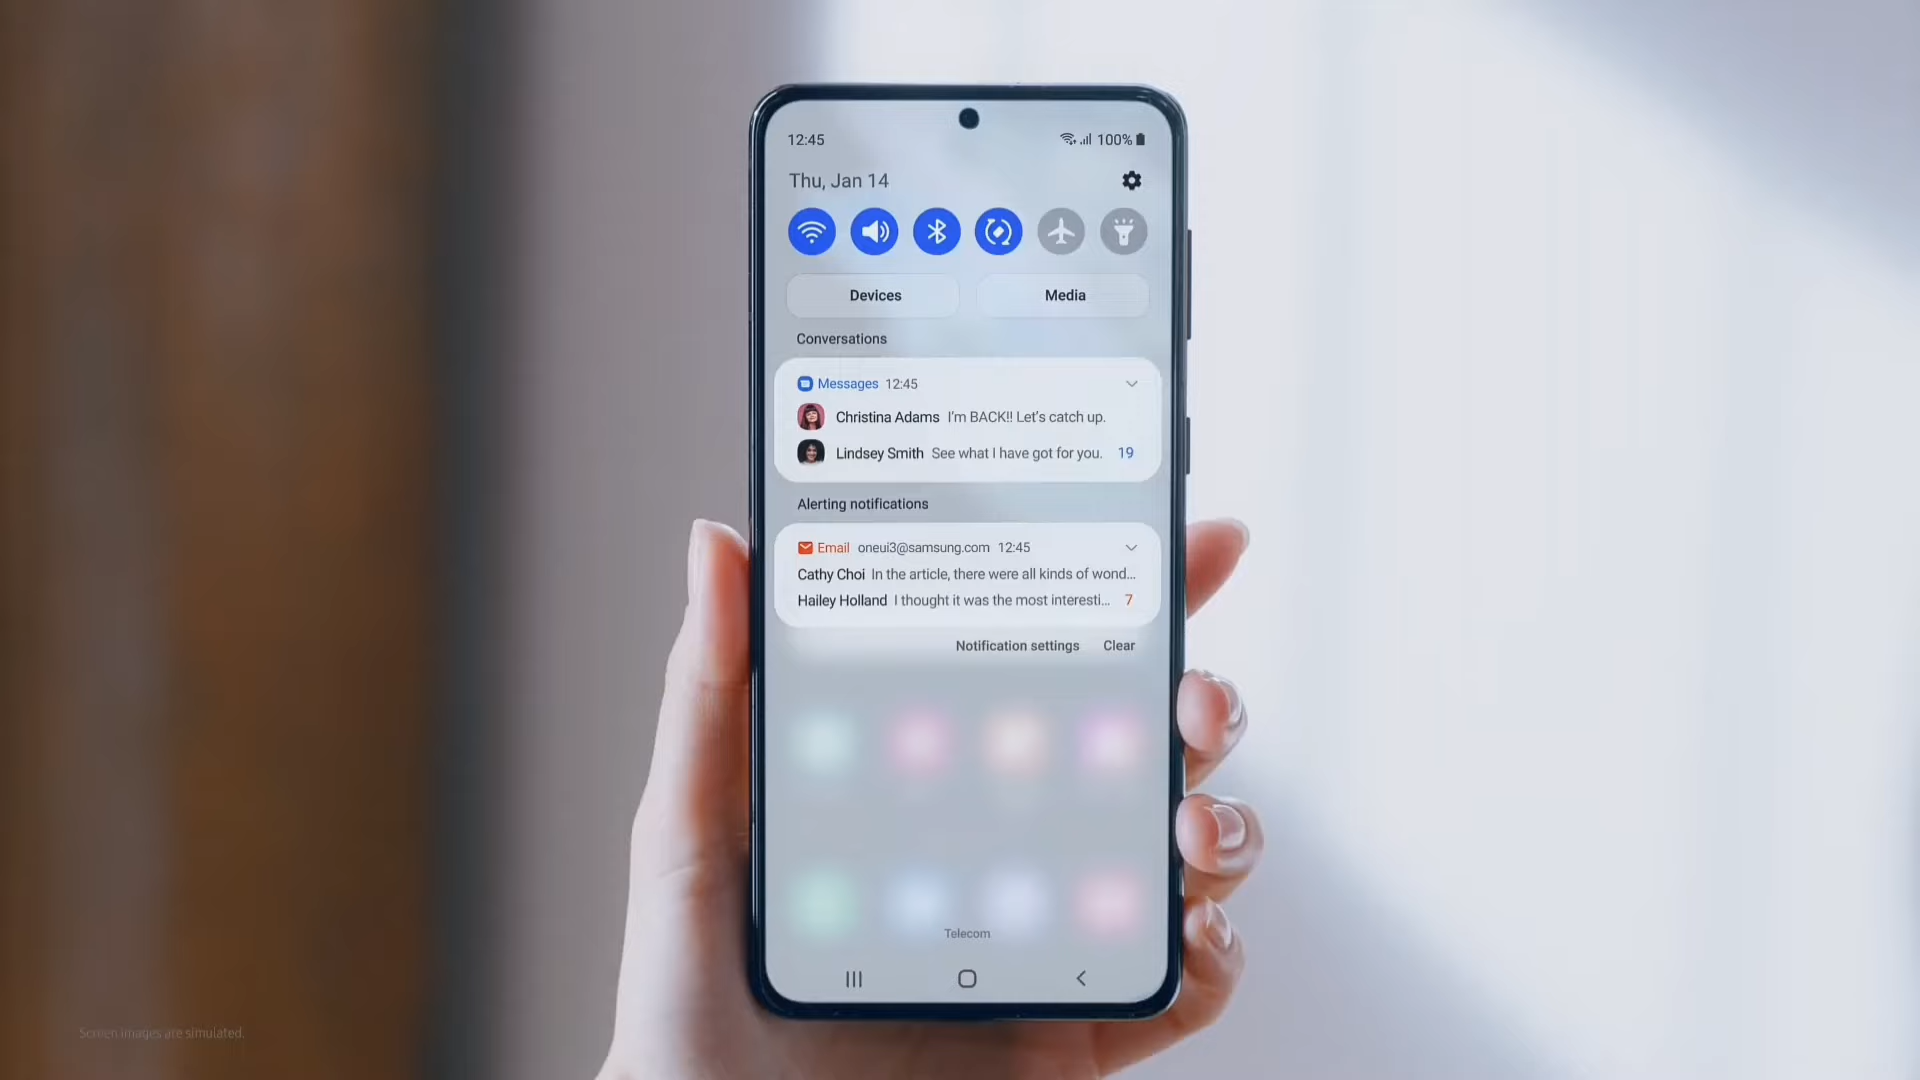 12:45 100%
Thu, Jan 14
Devices Media
Conversations
Messages 12:45
Christina Adams I'm BACK!! Let's catch up.
Lindsey Smith See what I have got for you. 19
Alerting notifications
Email oneui3@samsung.com 12:45
Cathy Choi In the article, there were all kinds of wond...
Hailey Holland I thought it was the most interesti... 7
Notification settings Clear
Telecom
Screen images are simulated.